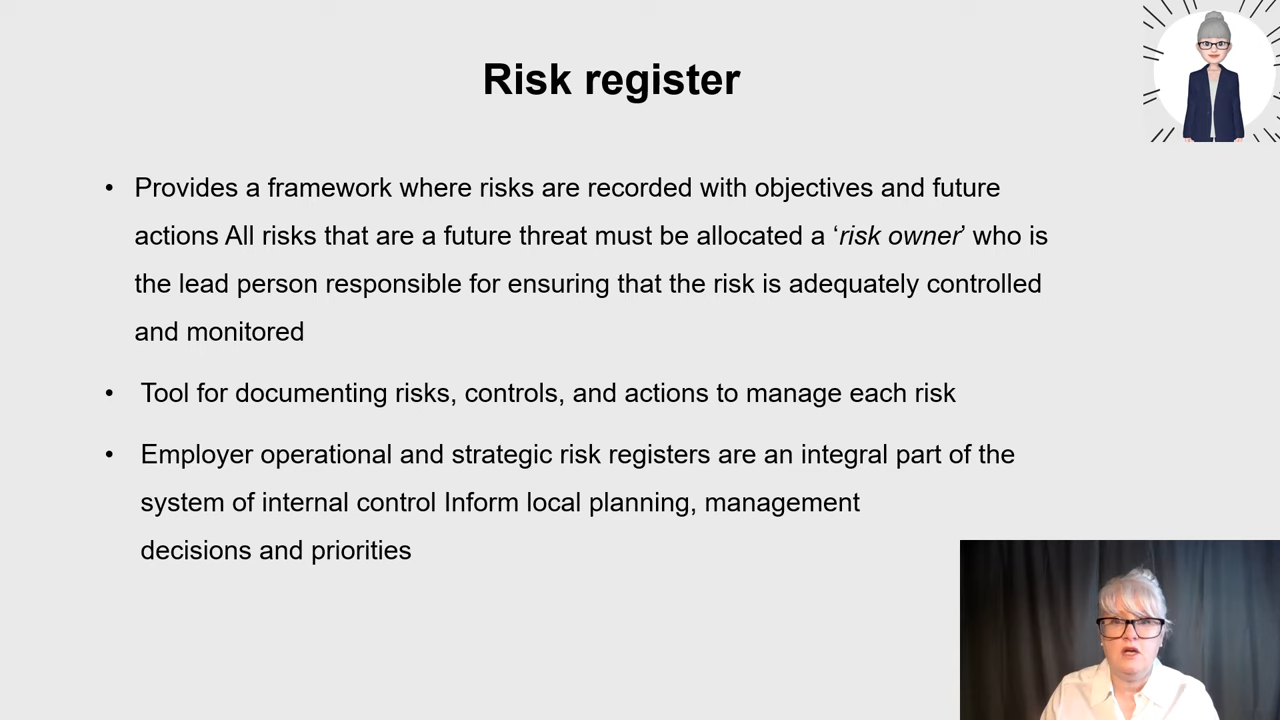 Risk register
• Provides a framework where risks are recorded with objectives and future
actions All risks that are a future threat must be allocated a ‘risk owner’ who is
the lead person responsible for ensuring that the risk is adequately controlled
and monitored
• Tool for documenting risks, controls, and actions to manage each risk
• Employer operational and strategic risk registers are an integral part of the
system of internal control Inform local planning, management
decisions and priorities